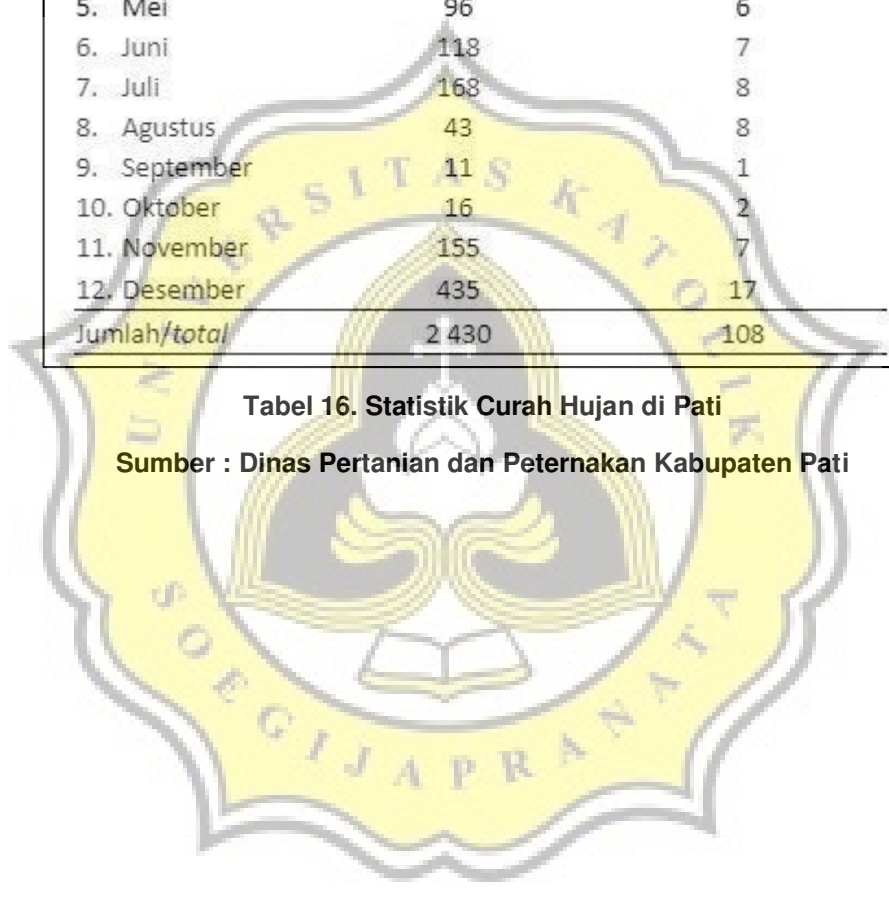 5. Mei 96 6
6. Juni 118 7
7. Juli 168 8
8. Agustus 43 8
9. September 11 1
10. Oktober 16 2
11. November 155 7
12. Desember 435 17
Jumlah/total 2 430 108
Tabel 16. Statistik Curah Hujan di Pati
Sumber : Dinas Pertanian dan Peternakan Kabupaten Pati
UNIVERSITAS KATOLIK
SOEGIJAPRANATA